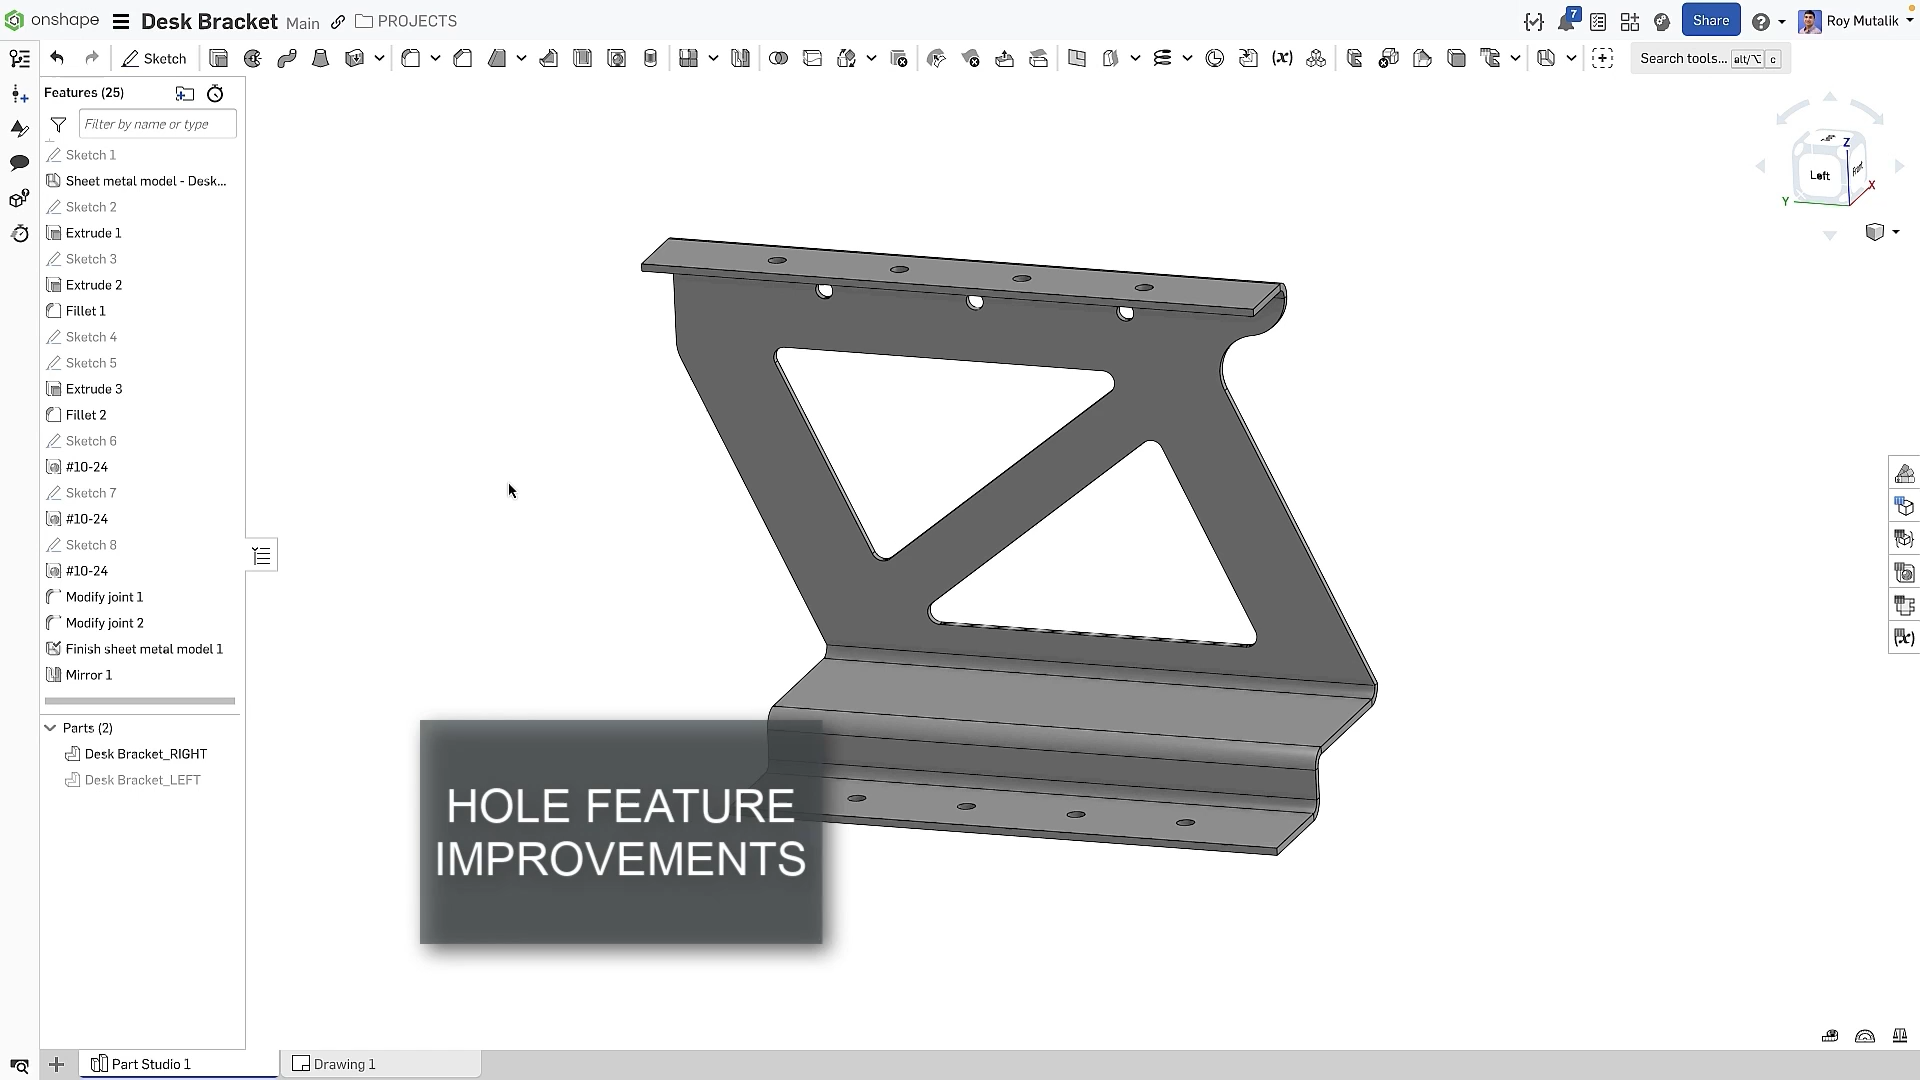 onshape Desk Bracket Main PROJECTS 7 Share Roy Mutalik
Sketch Search tools... alt/⌥ c
Features (25)
Filter by name or type
Sketch 1
Sheet metal model - Desk...
Sketch 2
Extrude 1
Sketch 3
Extrude 2
Fillet 1
Sketch 4
Sketch 5
Extrude 3
Fillet 2
Sketch 6
#10-24
Sketch 7
#10-24
Sketch 8
#10-24
Modify joint 1
Modify joint 2
Finish sheet metal model 1
Mirror 1
Parts (2)
Desk Bracket_RIGHT
Desk Bracket_LEFT
Z
Left Front
X
Y
HOLE FEATURE
IMPROVEMENTS
Part Studio 1 Drawing 1